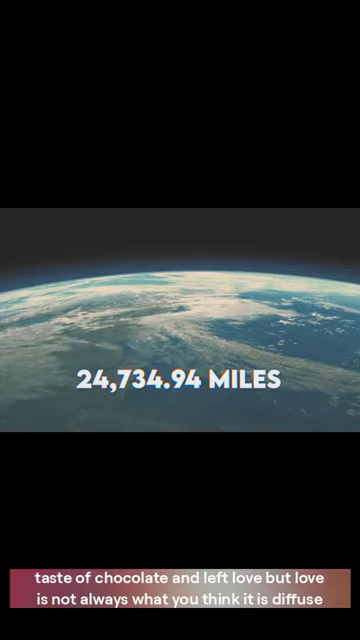 24,734.94 MILES
taste of chocolate and left love but love
is not always what you think it is diffuse